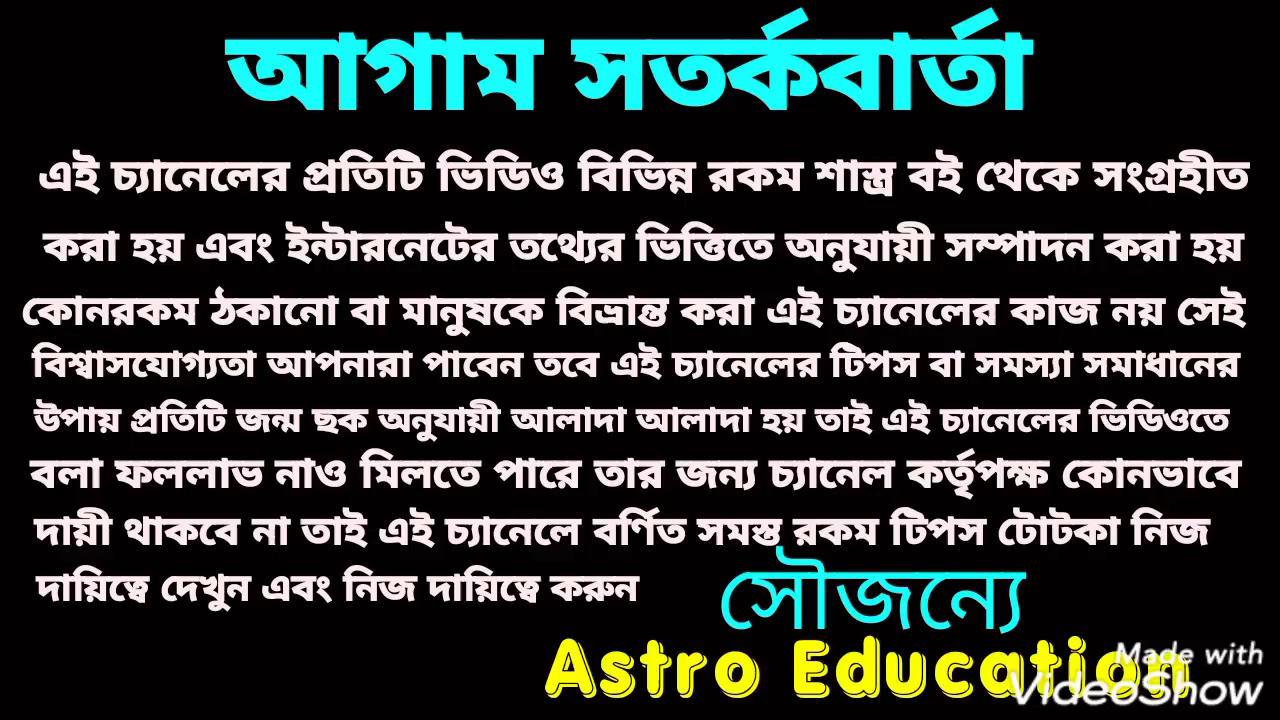 আগাম সতর্কবার্তা
এই চ্যানেলের প্রতিটি ভিডিও বিভিন্ন রকম শাস্ত্র বই থেকে সংগ্রহীত
করা হয় এবং ইন্টারনেটের তথ্যের ভিত্তিতে অনুযায়ী সম্পাদন করা হয়
কোনরকম ঠকানো বা মানুষকে বিভ্রান্ত করা এই চ্যানেলের কাজ নয় সেই
বিশ্বাসযোগ্যতা আপনারা পাবেন তবে এই চ্যানেলের টিপস বা সমস্যা সমাধানের
উপায় প্রতিটি জন্ম ছক অনুযায়ী আলাদা আলাদা হয় তাই এই চ্যানেলের ভিডিওতে
বলা ফললাভ নাও মিলতে পারে তার জন্য চ্যানেল কর্তৃপক্ষ কোনভাবে
দায়ী থাকবে না তাই এই চ্যানেলে বর্ণিত সমস্ত রকম টিপস টোটকা নিজ
দায়িত্বে দেখুন এবং নিজ দায়িত্বে করুন
সৌজন্যে
Astro Education
Made with
VideoShow